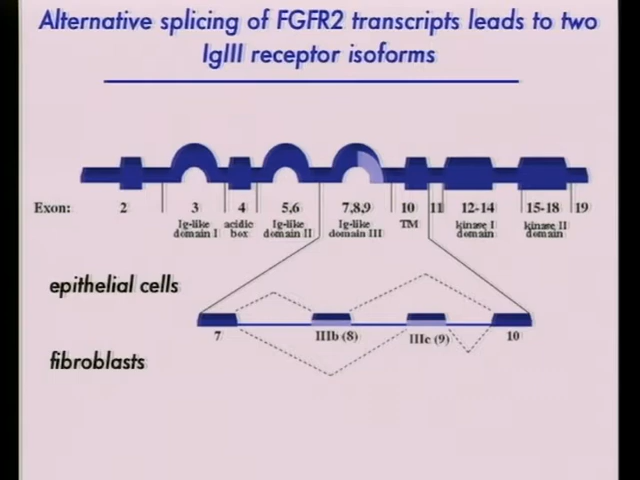 Alternative splicing of FGFR2 transcripts leads to two
IgIII receptor isoforms
Exon: 2 3 4 5,6 7,8,9 10 11 12-14 15-18 19
Ig-like domain I acidic box Ig-like domain II Ig-like domain III TM kinase I domain kinase II domain
epithelial cells
7 IIIb (8) IIIc (9) 10
fibroblasts